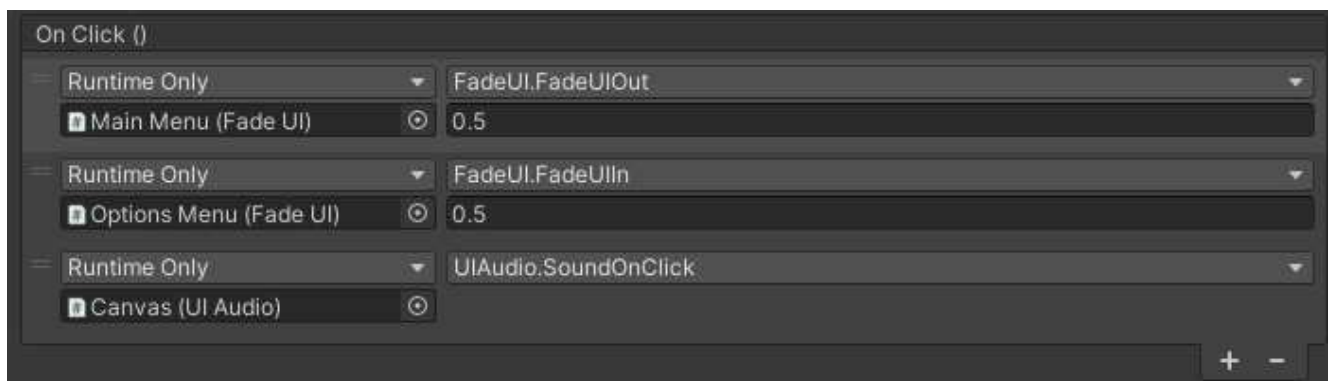 On Click ()
Runtime Only FadeUI.FadeUIOut
Main Menu (Fade UI) 0.5
Runtime Only FadeUI.FadeUIIn
Options Menu (Fade UI) 0.5
Runtime Only UIAudio.SoundOnClick
Canvas (UI Audio)
+ -